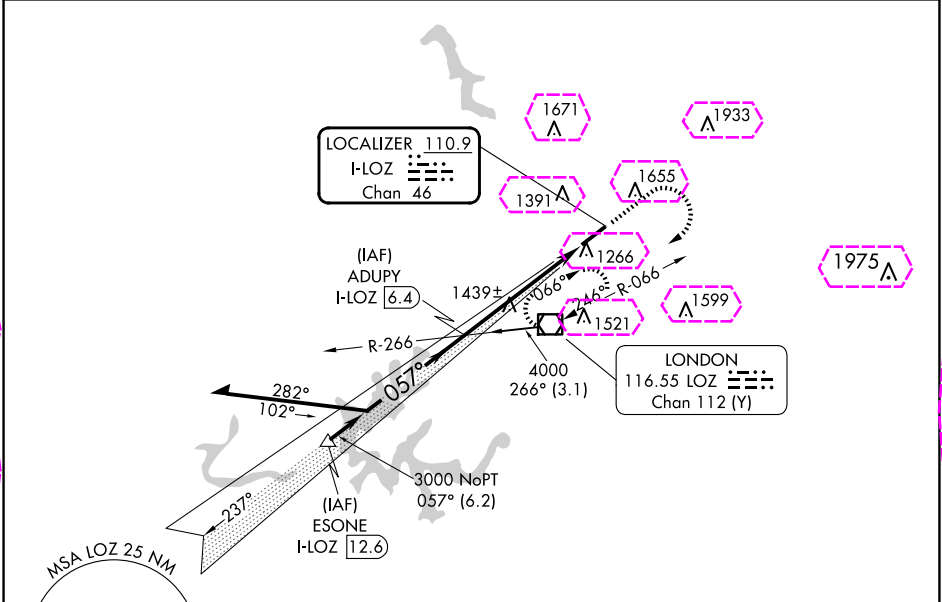 1671
1933
LOCALIZER 110.9
I-LOZ
Chan 46
1655
1391
(IAF)
ADUPY
I-LOZ 6.4
1266
1975
1439±
066°
246°
R-066
1599
1521
R-266
4000
266° (3.1)
LONDON
116.55 LOZ
Chan 112 (Y)
057°
282°
102°
3000 NoPT
057° (6.2)
237°
(IAF)
ESONE
I-LOZ 12.6
MSA LOZ 25 NM